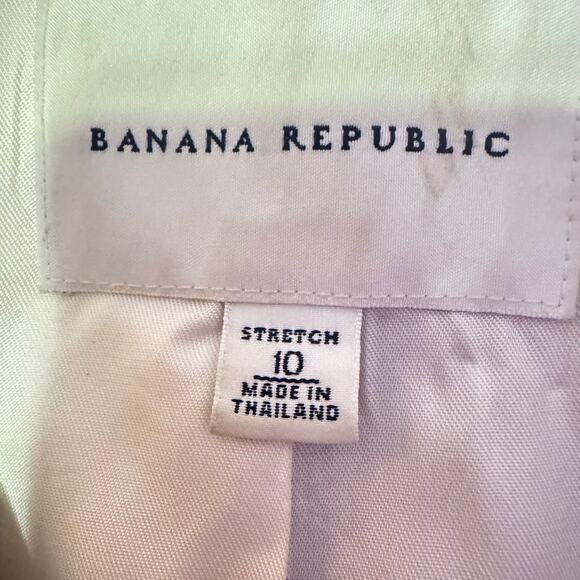 BANANA REPUBLIC
STRETCH
10
MADE IN
THAILAND